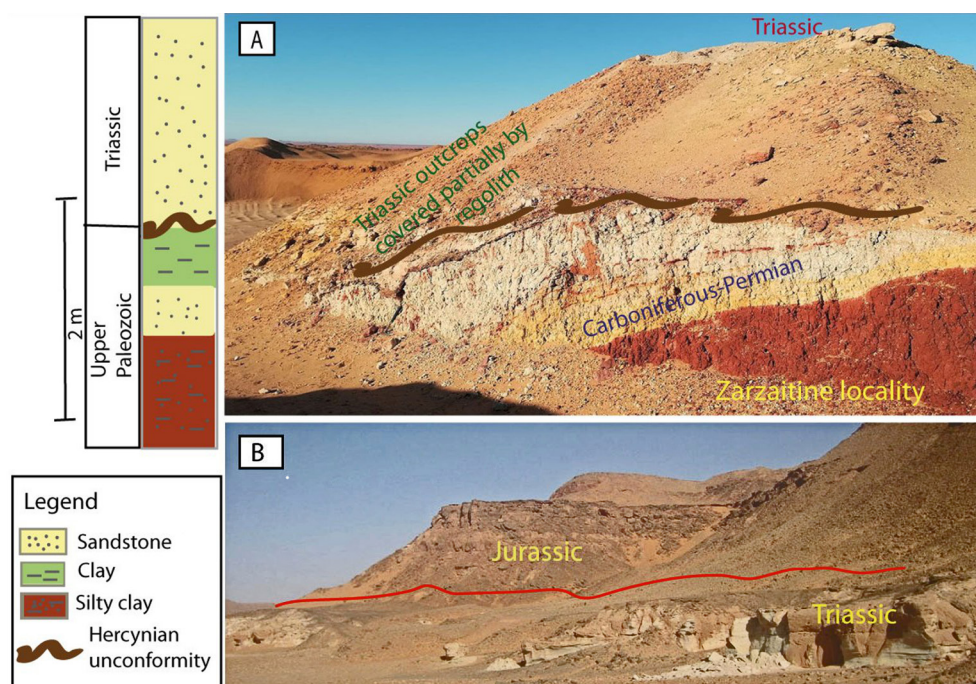 Triassic
Upper
Paleozoic
2 m
Legend
Sandstone
Clay
Silty clay
Hercynian
unconformity
A
Triassic
Triassic outcrops
covered partially by
regolith
Carboniferous-Permian
Zarzaitine locality
B
Jurassic
Triassic